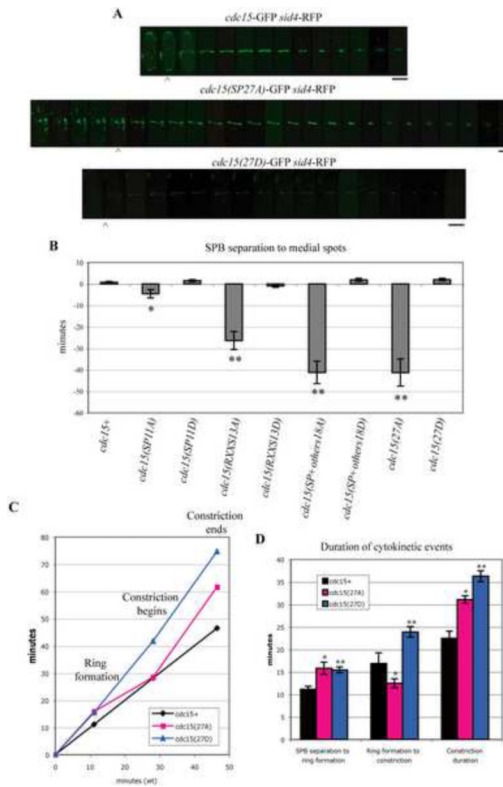 A
cdc15-GFP sid4-RFP
cdc15(SP27A)-GFP sid4-RFP
cdc15(27D)-GFP sid4-RFP
B
SPB separation to medial spots
10
0
-10
-20
-30
-40
-50
-60
minutes
*
**
**
**
cdc15+
cdc15(SP11A)
cdc15(SP11D)
cdc15(RXXS13A)
cdc15(RXXS13D)
cdc15(SP+others18A)
cdc15(SP+others18D)
cdc15(27A)
cdc15(27D)
C
Constriction
ends
80
70
60
50
40
30
20
10
0
minutes
Constriction
begins
Ring
formation
cdc15+
cdc15(27A)
cdc15(27D)
0 10 20 30 40 50
minutes (wt)
D
Duration of cytokinetic events
40
35
30
25
20
15
10
5
0
minutes
cdc15+
cdc15(27A)
cdc15(27D)
* **
* **
* **
SPB separation to
ring formation
Ring formation to
constriction
Constriction
duration